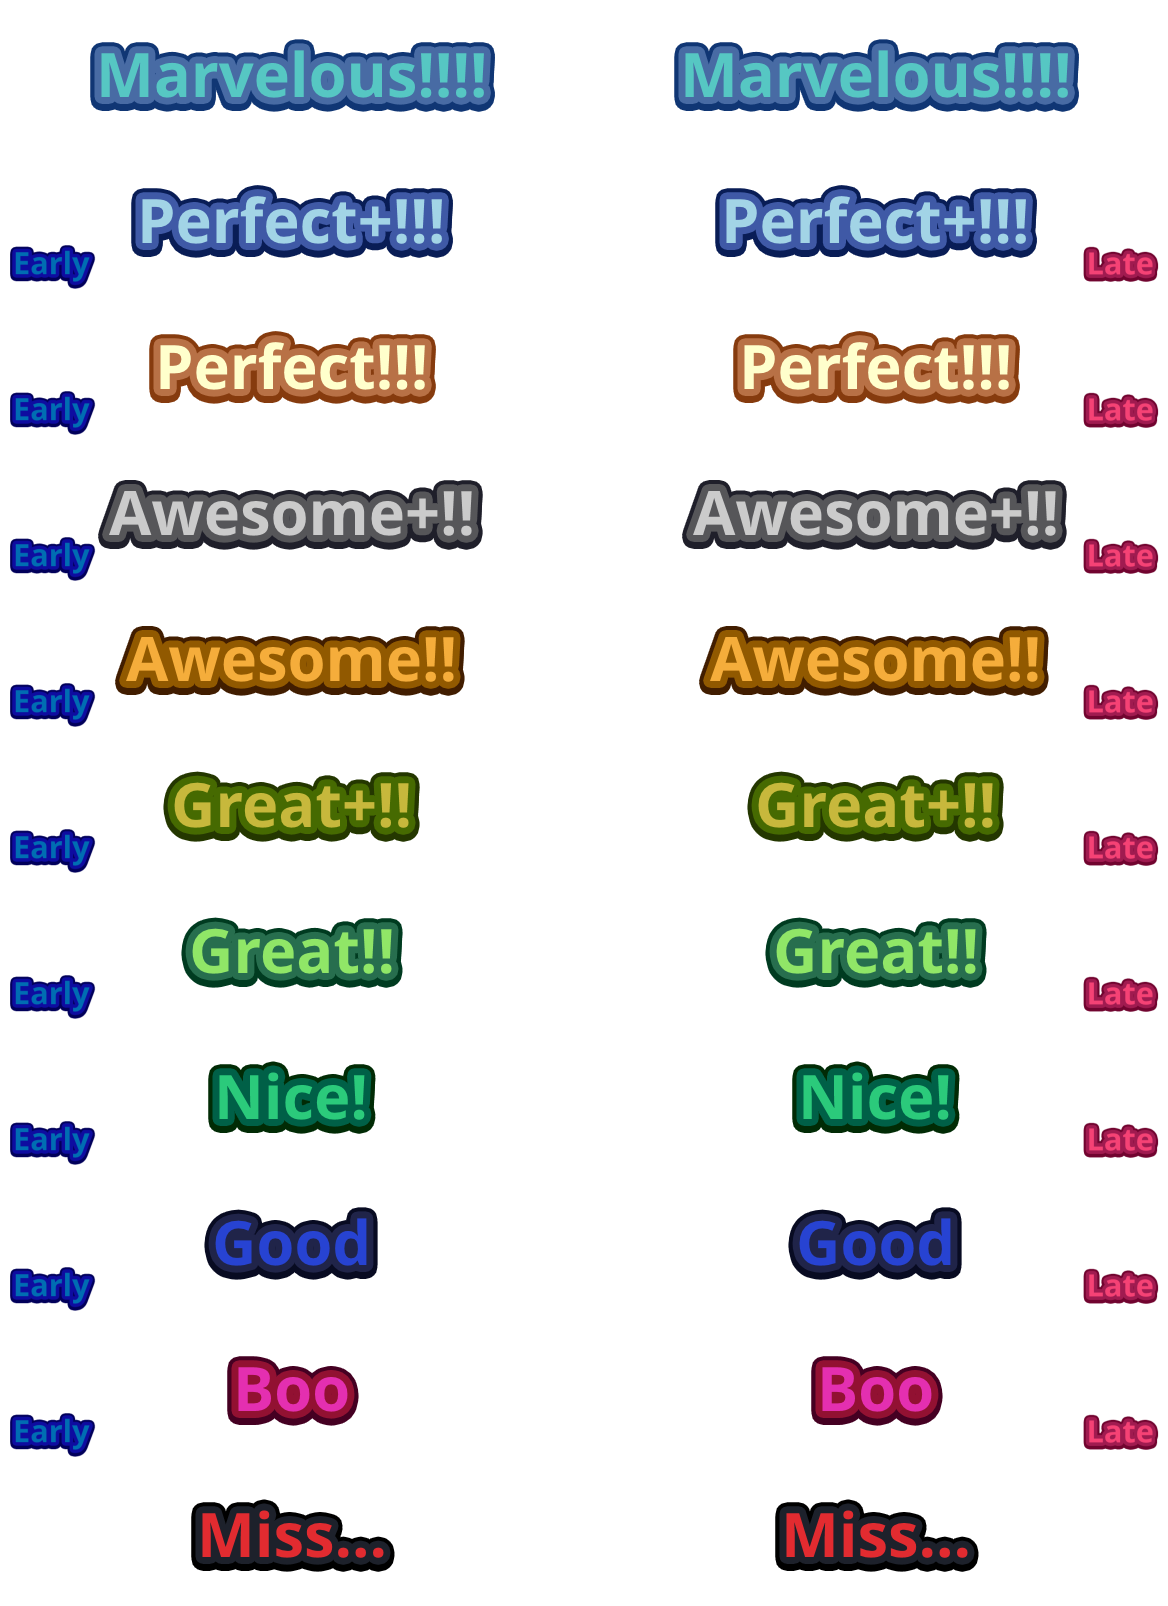 Marvelous!!!! Marvelous!!!!
Perfect+!!! Perfect+!!!
Early Late
Perfect!!! Perfect!!!
Early Late
Awesome+!! Awesome+!!
Early Late
Awesome!! Awesome!!
Early Late
Great+!! Great+!!
Early Late
Great!! Great!!
Early Late
Nice! Nice!
Early Late
Good Good
Early Late
Boo Boo
Early Late
Miss... Miss...